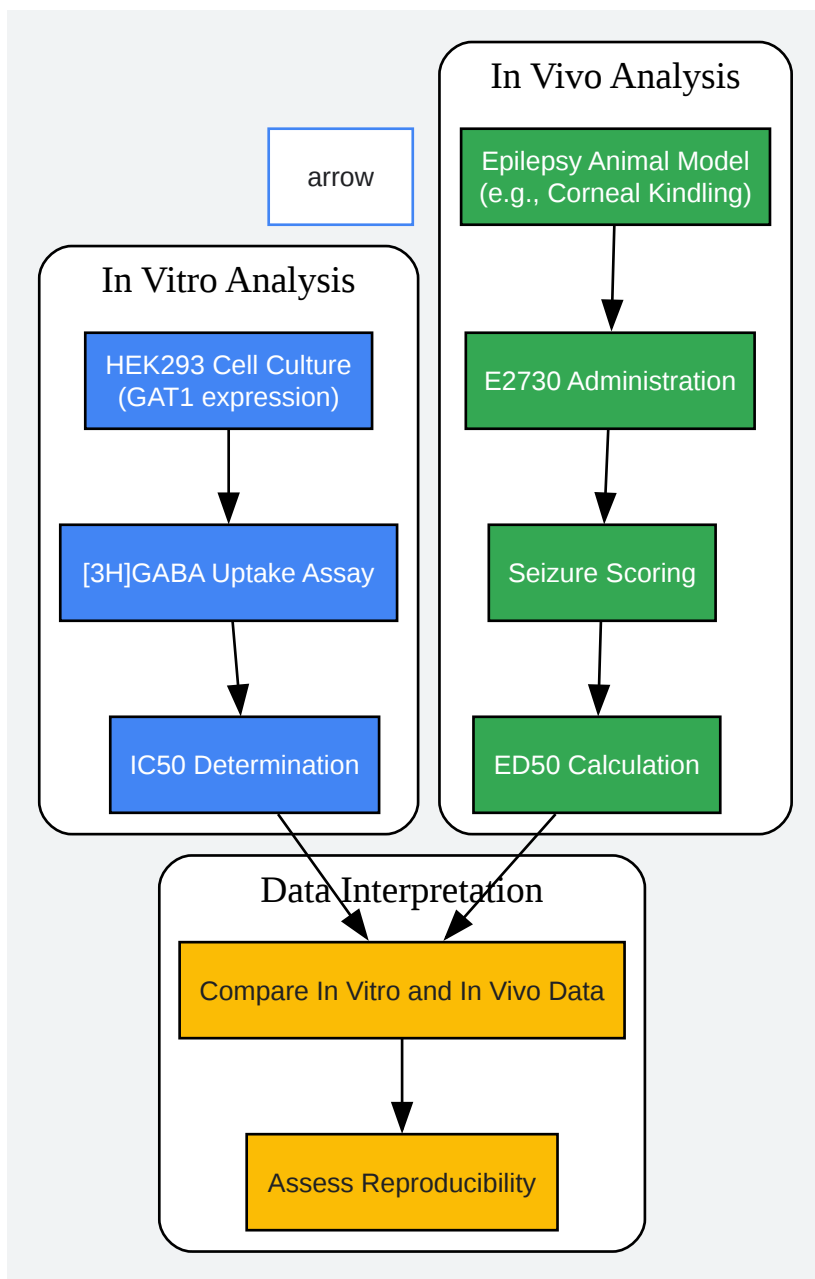 In Vivo Analysis
Epilepsy Animal Model
(e.g., Corneal Kindling)
arrow
In Vitro Analysis
HEK293 Cell Culture
(GAT1 expression)
E2730 Administration
[3H]GABA Uptake Assay
Seizure Scoring
IC50 Determination
ED50 Calculation
Data Interpretation
Compare In Vitro and In Vivo Data
Assess Reproducibility